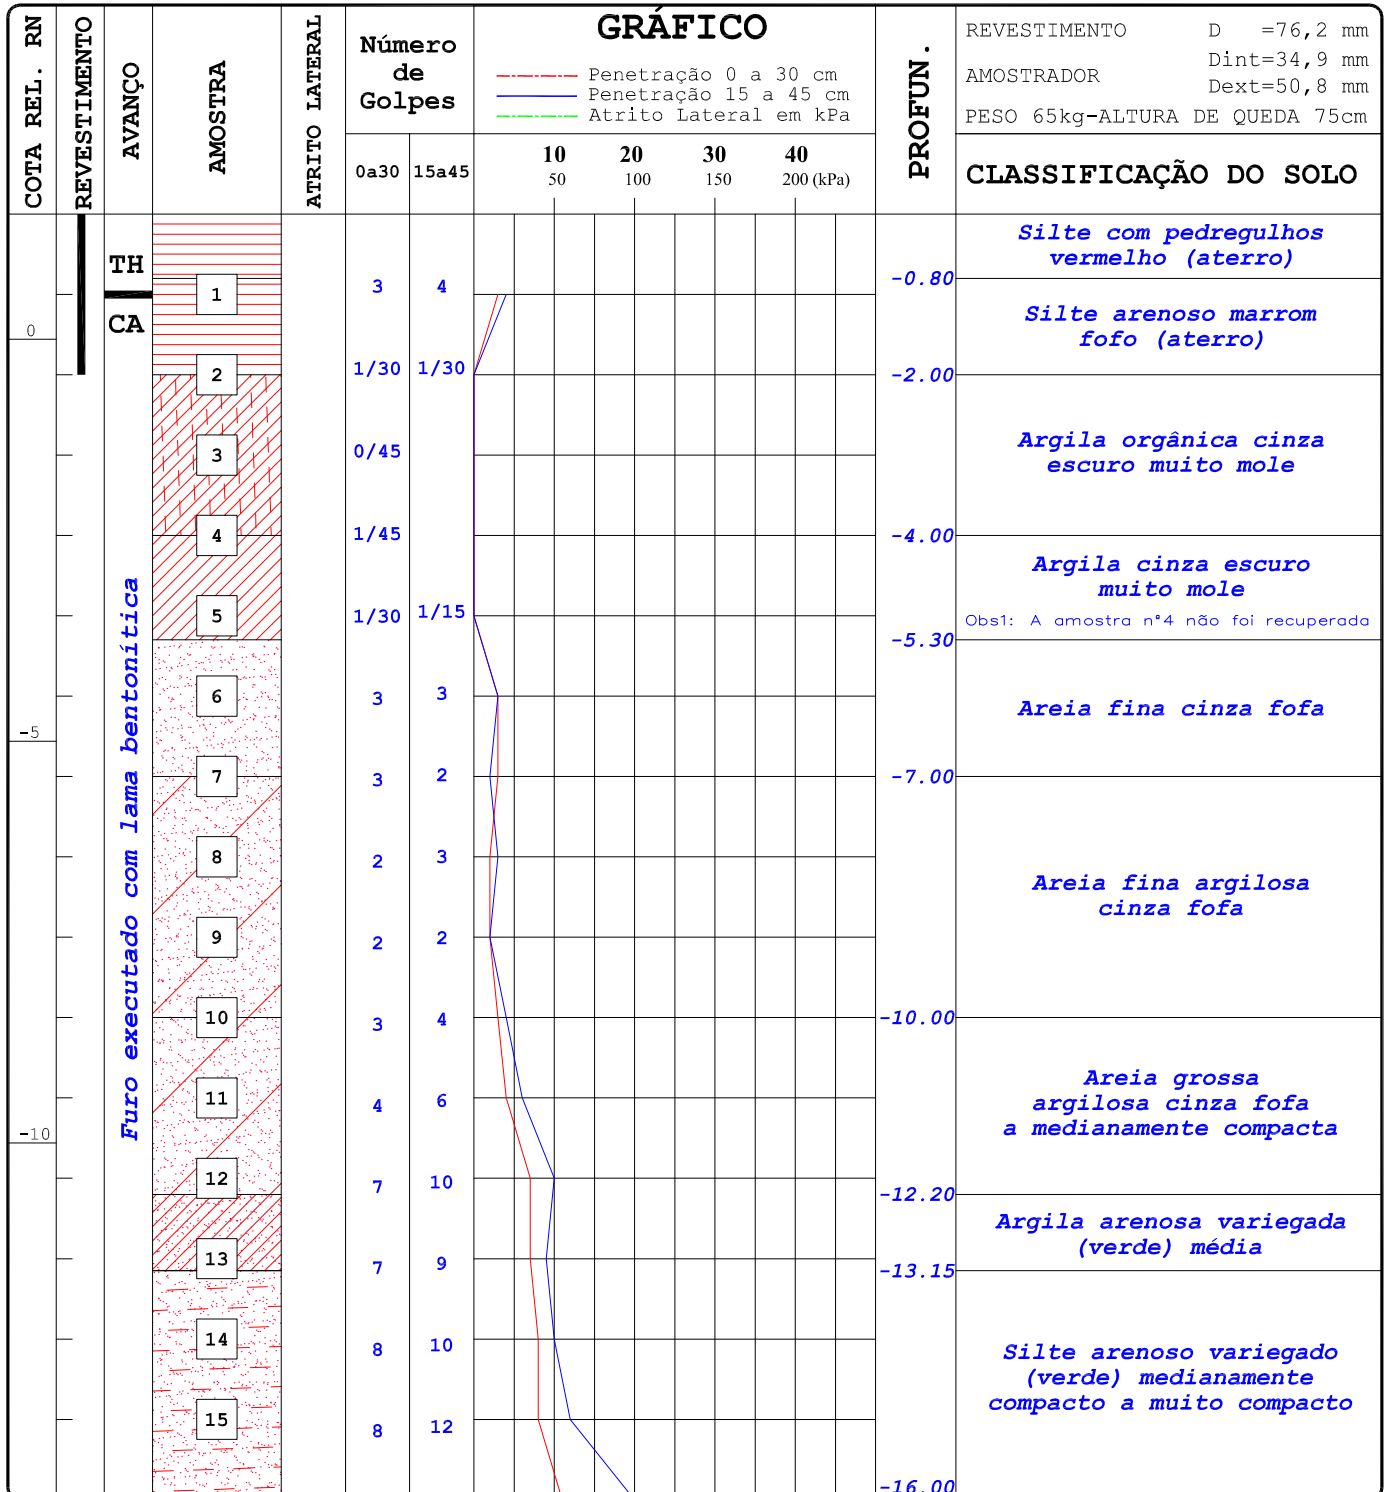 COTA REL. RN
REVESTIMENTO
AVANÇO
AMOSTRA
ATRITO LATERAL
Número
de
Golpes
0a30 15a45
GRÁFICO
Penetração 0 a 30 cm
Penetração 15 a 45 cm
Atrito Lateral em kPa
10 20 30 40
50 100 150 200 (kPa)
PROFUN.
REVESTIMENTO D =76,2 mm
Dint=34,9 mm
AMOSTRADOR
Dext=50,8 mm
PESO 65kg-ALTURA DE QUEDA 75cm
CLASSIFICAÇÃO DO SOLO
Silte com pedregulhos
vermelho (aterro)
TH
-0.80
1 3 4
Silte arenoso marrom
fofo (aterro)
CA
0
2 1/30 1/30 -2.00
Argila orgânica cinza
escuro muito mole
3 0/45
4 1/45 -4.00
Argila cinza escuro
muito mole
5 1/30 1/15
Obs1: A amostra n°4 não foi recuperada
-5.30
Furo executado com lama bentonítica
6 3 3
Areia fina cinza fofa
-5
7 3 2 -7.00
8 2 3
Areia fina argilosa
cinza fofa
9 2 2
10 3 4 -10.00
Areia grossa
argilosa cinza fofa
a medianamente compacta
11 4 6
-10
12 7 10
-12.20
Argila arenosa variegada
(verde) média
13 7 9
-13.15
14 8 10
Silte arenoso variegado
(verde) medianamente
compacto a muito compacto
15 8 12
-16.00